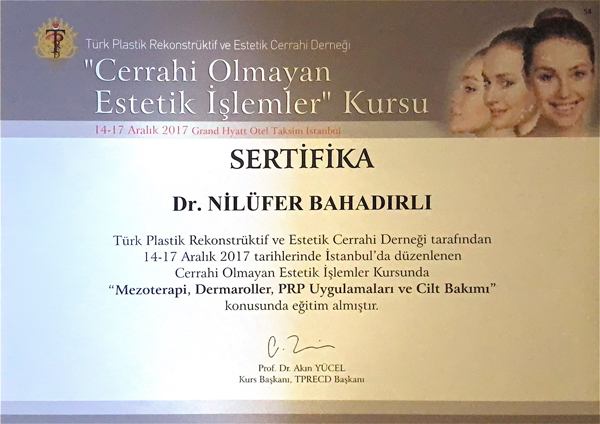 58
Türk Plastik Rekonstrüktif ve Estetik Cerrahi Derneği
"Cerrahi Olmayan
Estetik İşlemler" Kursu
14-17 Aralık 2017 Grand Hyatt Otel Taksim İstanbul
SERTİFİKA
Dr. NİLÜFER BAHADIRLI
Türk Plastik Rekonstrüktif ve Estetik Cerrahi Derneği tarafından
14-17 Aralık 2017 tarihlerinde İstanbul'da düzenlenen
Cerrahi Olmayan Estetik İşlemler Kursunda
“Mezoterapi, Dermaroller, PRP Uygulamaları ve Cilt Bakımı”
konusunda eğitim almıştır.
Prof. Dr. Akın YÜCEL
Kurs Başkanı, TPRECD Başkanı